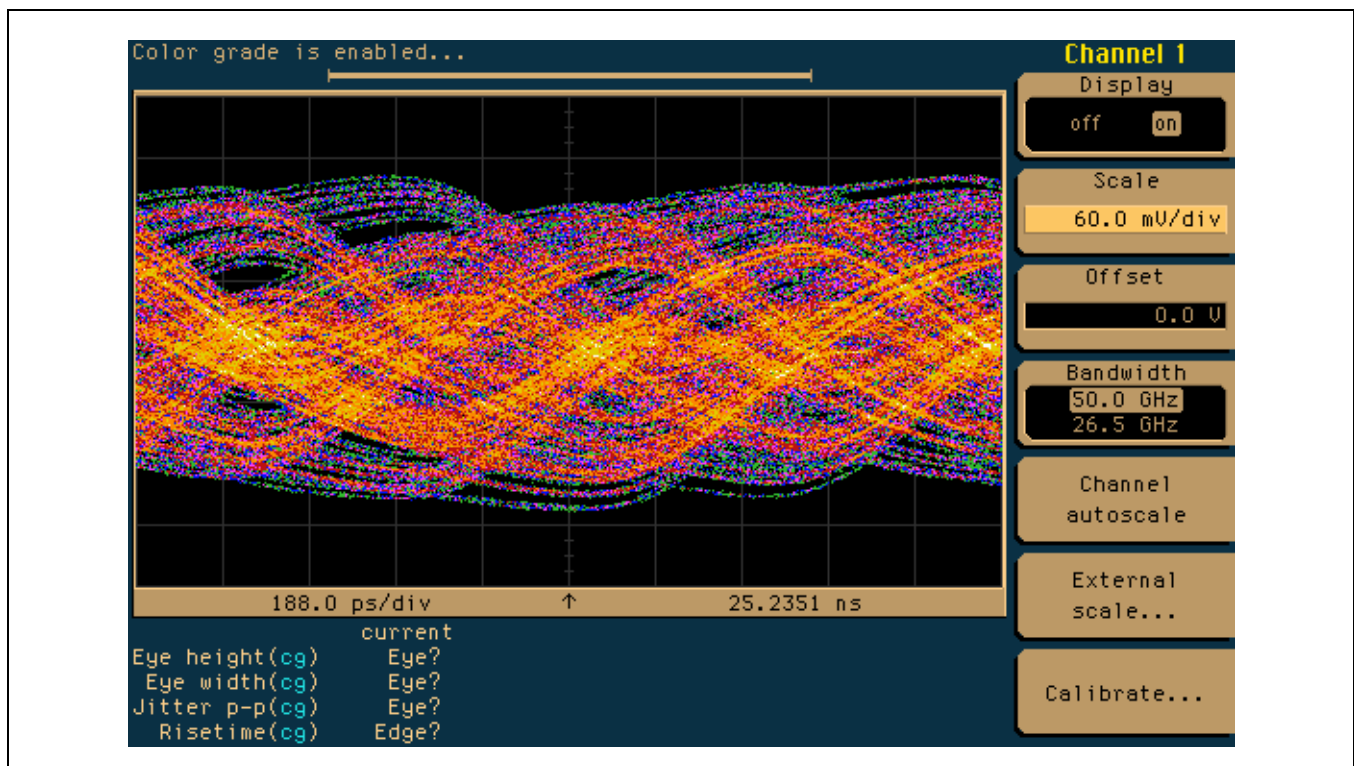 Color grade is enabled...
Channel 1
Display
off on
Scale
60.0 mV/div
Offset
0.0 V
Bandwidth
50.0 GHz
26.5 GHz
Channel
autoscale
External
scale...
Calibrate...
188.0 ps/div ↑ 25.2351 ns
current
Eye height(cg) Eye?
Eye width(cg) Eye?
Jitter p-p(cg) Eye?
Risetime(cg) Edge?